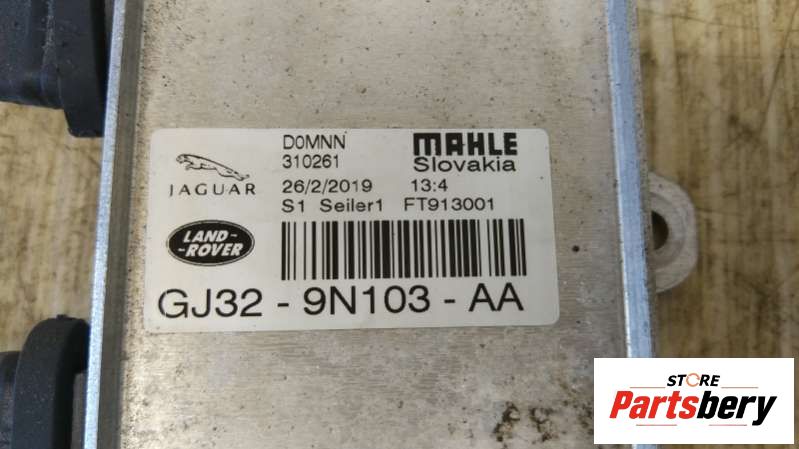 D0MNN
310261
MAHLE
Slovakia
JAGUAR
26/2/2019 13:4
S1 Seiler1 FT913001
LAND-
-ROVER
GJ32 - 9N103 - AA
STORE
Partsbery